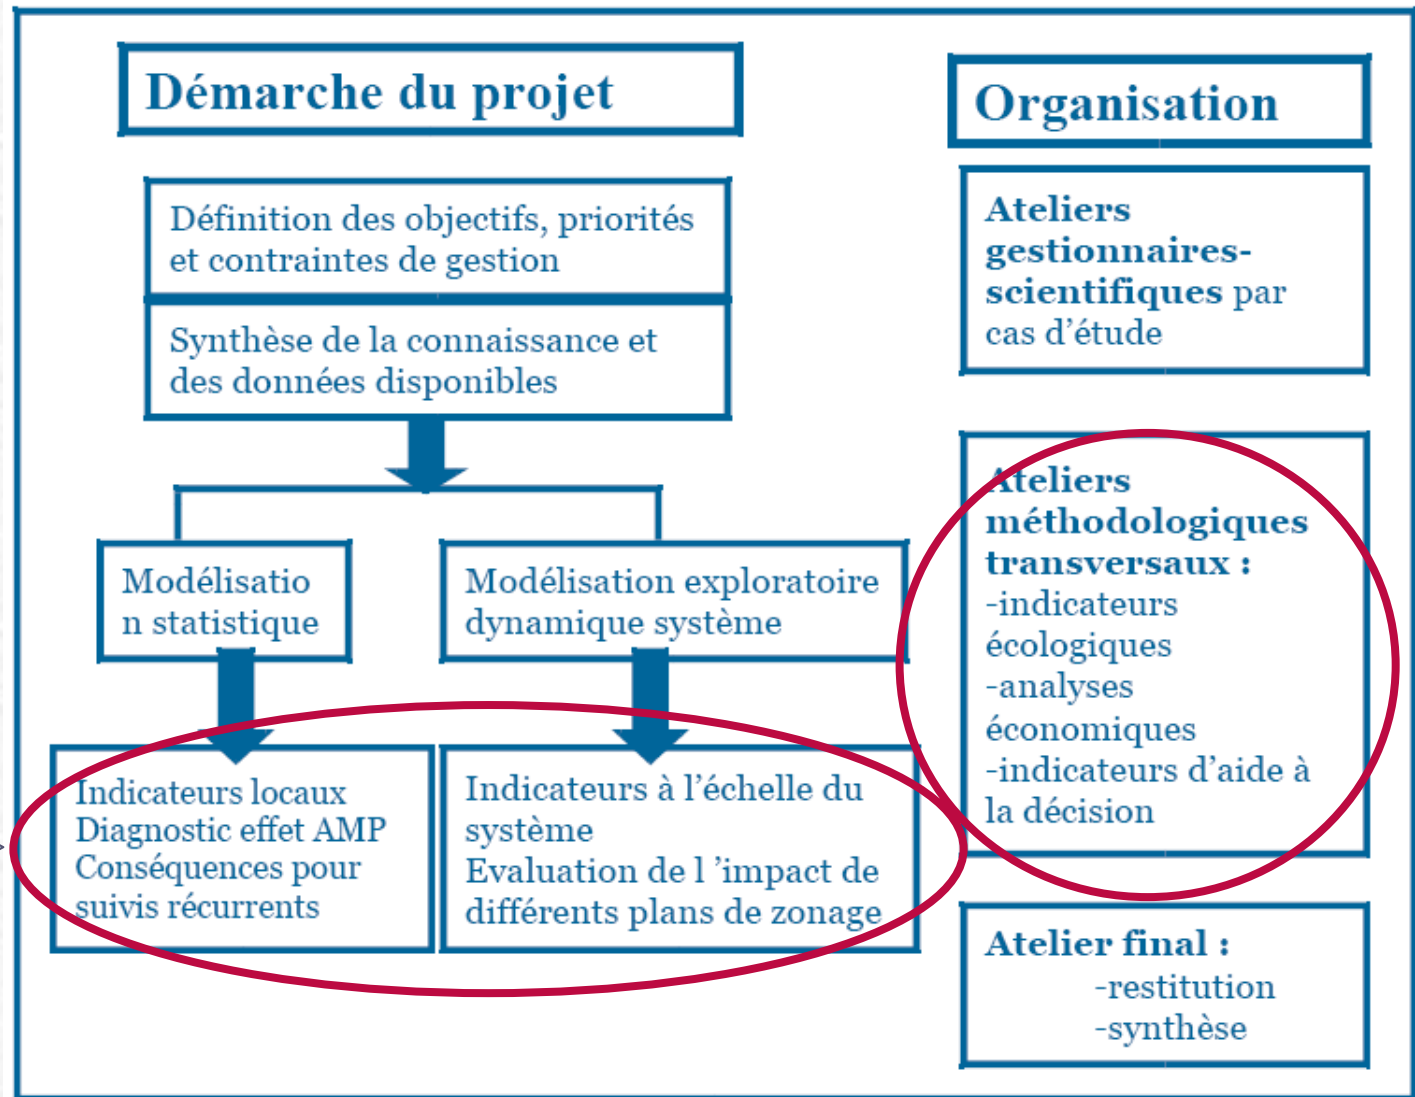 Démarche du projet
Définition des objectifs, priorités
et contraintes de gestion
Synthèse de la connaissance et
des données disponibles
Modélisatio
n statistique
Modélisation exploratoire
dynamique système
Indicateurs locaux
Diagnostic effet AMP
Conséquences pour
suivis récurrents
Indicateurs à l’échelle du
système
Evaluation de l ’impact de
différents plans de zonage
Organisation
Ateliers
gestionnaires-
scientifiques par
cas d’étude
Ateliers
méthodologiques
transversaux :
-indicateurs
écologiques
-analyses
économiques
-indicateurs d’aide à
la décision
Atelier final :
-restitution
-synthèse